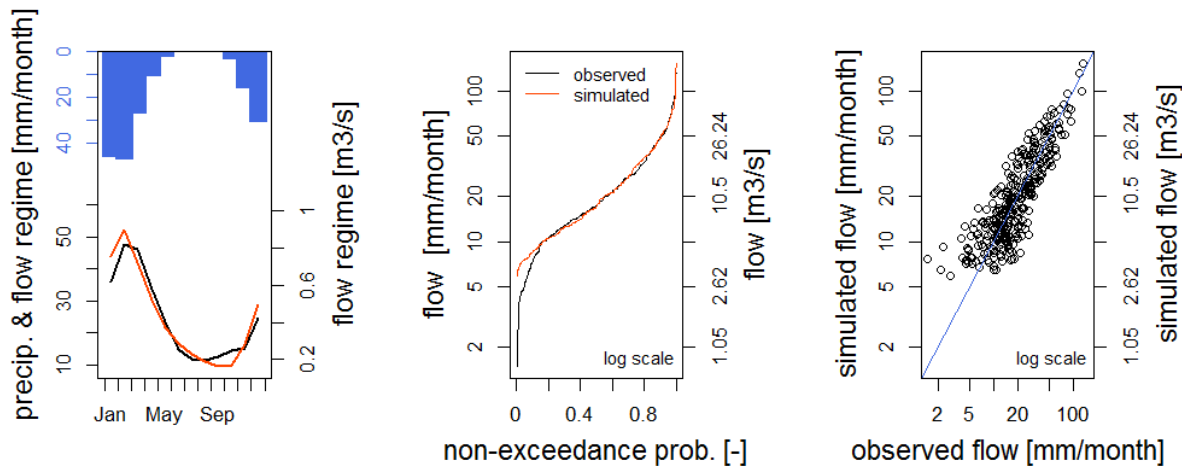 precip. & flow regime [mm/month]
0
20
40
50
30
10
1
0.6
0.2
flow regime [m3/s]
Jan May Sep
flow [mm/month]
100
50
20
10
5
2
observed
simulated
log scale
26.24
10.5
2.62
1.05
flow [m3/s]
0 0.4 0.8
non-exceedance prob. [-]
simulated flow [mm/month]
100
50
20
10
5
2
log scale
26.24
10.5
2.62
1.05
simulated flow [m3/s]
2 5 20 100
observed flow [mm/month]